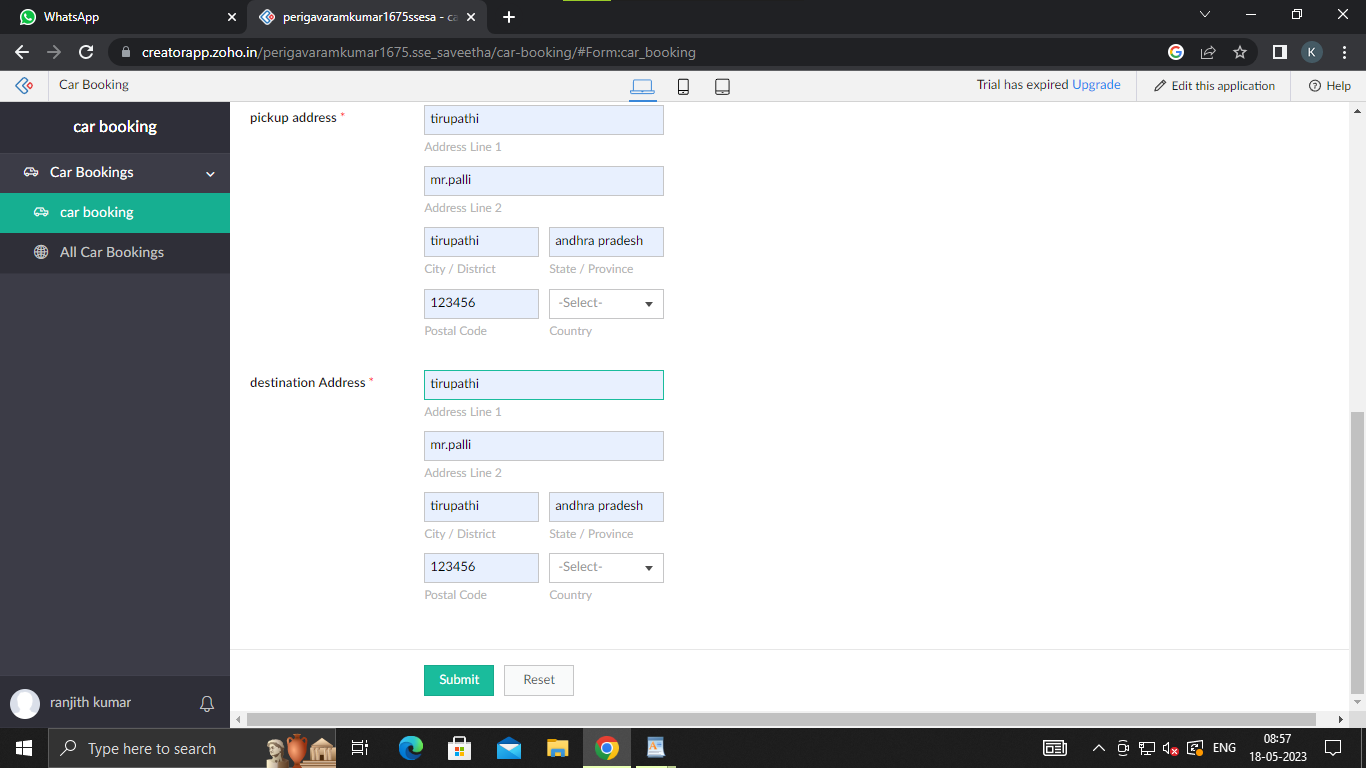 WhatsApp
perigavaramkumar1675ssesa - ca
creatorapp.zoho.in/perigavaramkumar1675.sse_saveetha/car-booking/#Form:car_booking
K
Car Booking
Trial has expired Upgrade
Edit this application
Help
car booking
Car Bookings
car booking
All Car Bookings
ranjith kumar
pickup address *
tirupathi
Address Line 1
mr.palli
Address Line 2
tirupathi andhra pradesh
City / District State / Province
123456 -Select-
Postal Code Country
destination Address *
tirupathi
Address Line 1
mr.palli
Address Line 2
tirupathi andhra pradesh
City / District State / Province
123456 -Select-
Postal Code Country
Submit Reset
Type here to search
ENG
08:57
18-05-2023